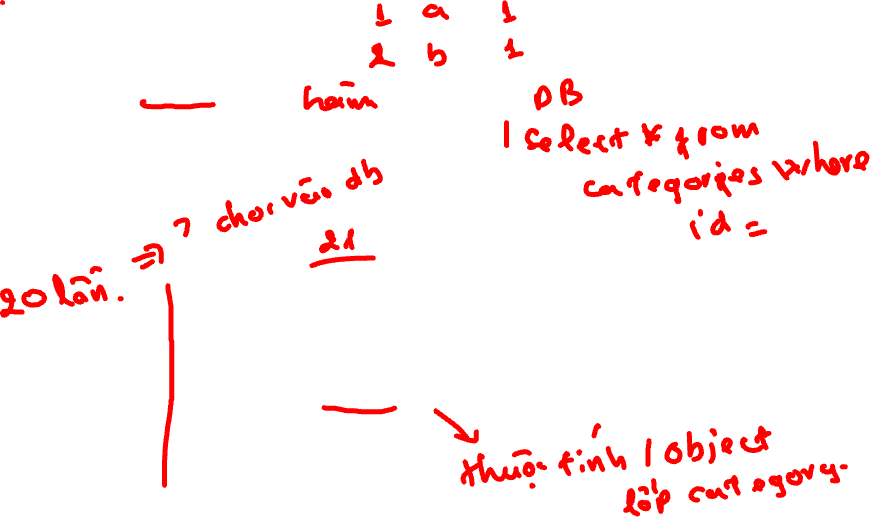 1 a 1
2 b 1
hàm
DB
1 select * from
categories where
id =
? chọc vào db
21
20 lần. =>
thuộc tính 1 object
lớp category.